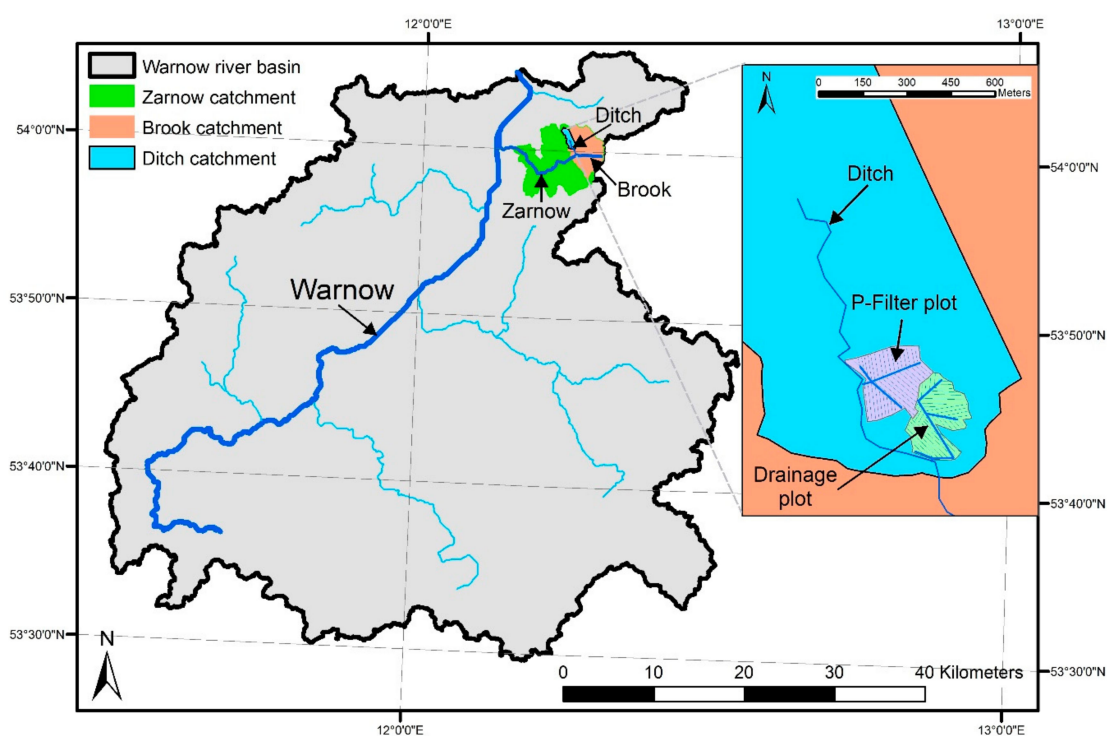 12°0'0"E
13°0'0"E
Warnow river basin
Zarnow catchment
Brook catchment
Ditch catchment
54°0'0"N
53°50'0"N
53°40'0"N
53°30'0"N
Ditch
Brook
Zarnow
Warnow
N
0 150 300 450 600
Meters
Ditch
P-Filter plot
Drainage
plot
54°0'0"N
53°50'0"N
53°40'0"N
53°30'0"N
N
0 10 20 30 40 Kilometers
12°0'0"E
13°0'0"E